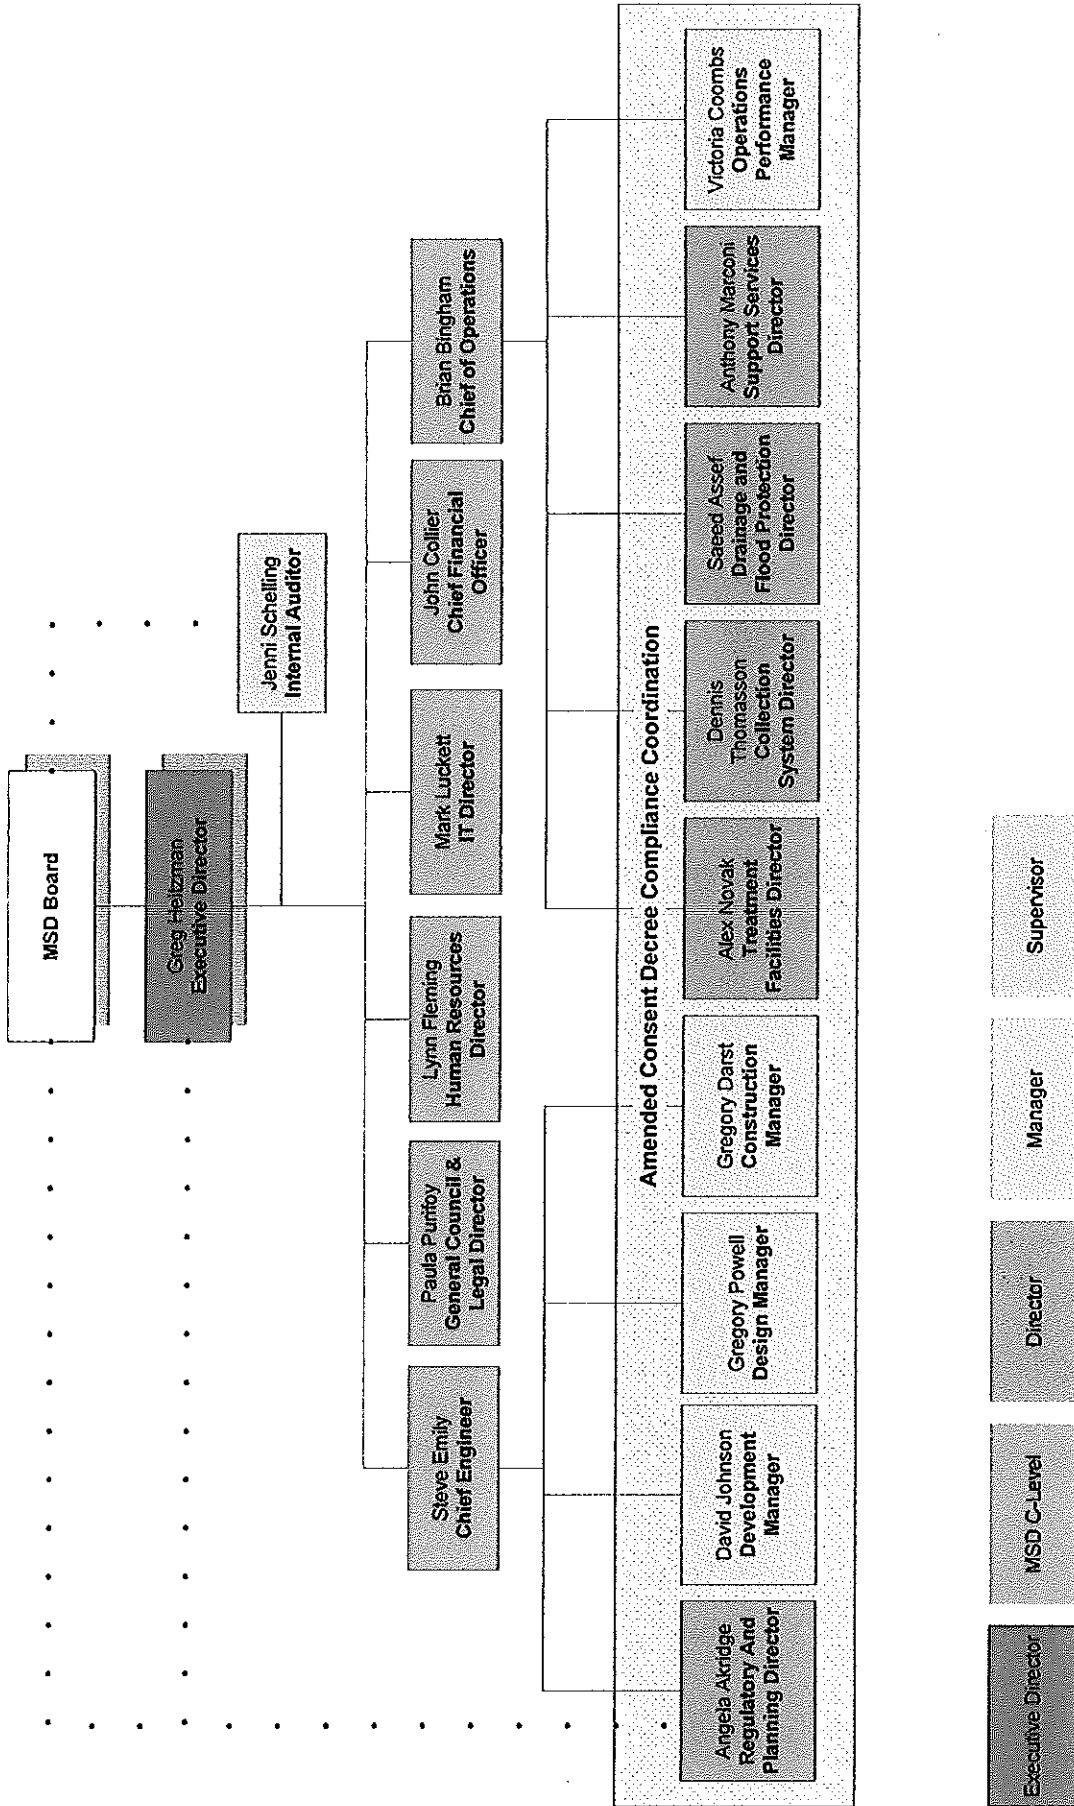 MSD Board
Greg Heitzman
Executive Director
Jenni Schelling
Internal Auditor
Steve Emily
Chief Engineer
Paula Purifoy
General Council &
Legal Director
Lynn Fleming
Human Resources
Director
Mark Luckett
IT Director
John Collier
Chief Financial
Officer
Brian Bingham
Chief of Operations
Amended Consent Decree Compliance Coordination
Angela Akridge
Regulatory And
Planning Director
David Johnson
Development
Manager
Gregory Powell
Design Manager
Gregory Darst
Construction
Manager
Alex Novak
Treatment
Facilities Director
Dennis
Thomasson
Collection
System Director
Saeed Assef
Drainage and
Flood Protection
Director
Anthony Marconi
Support Services
Director
Victoria Coombs
Operations
Performance
Manager
Executive Director
MSD C-Level
Director
Manager
Supervisor